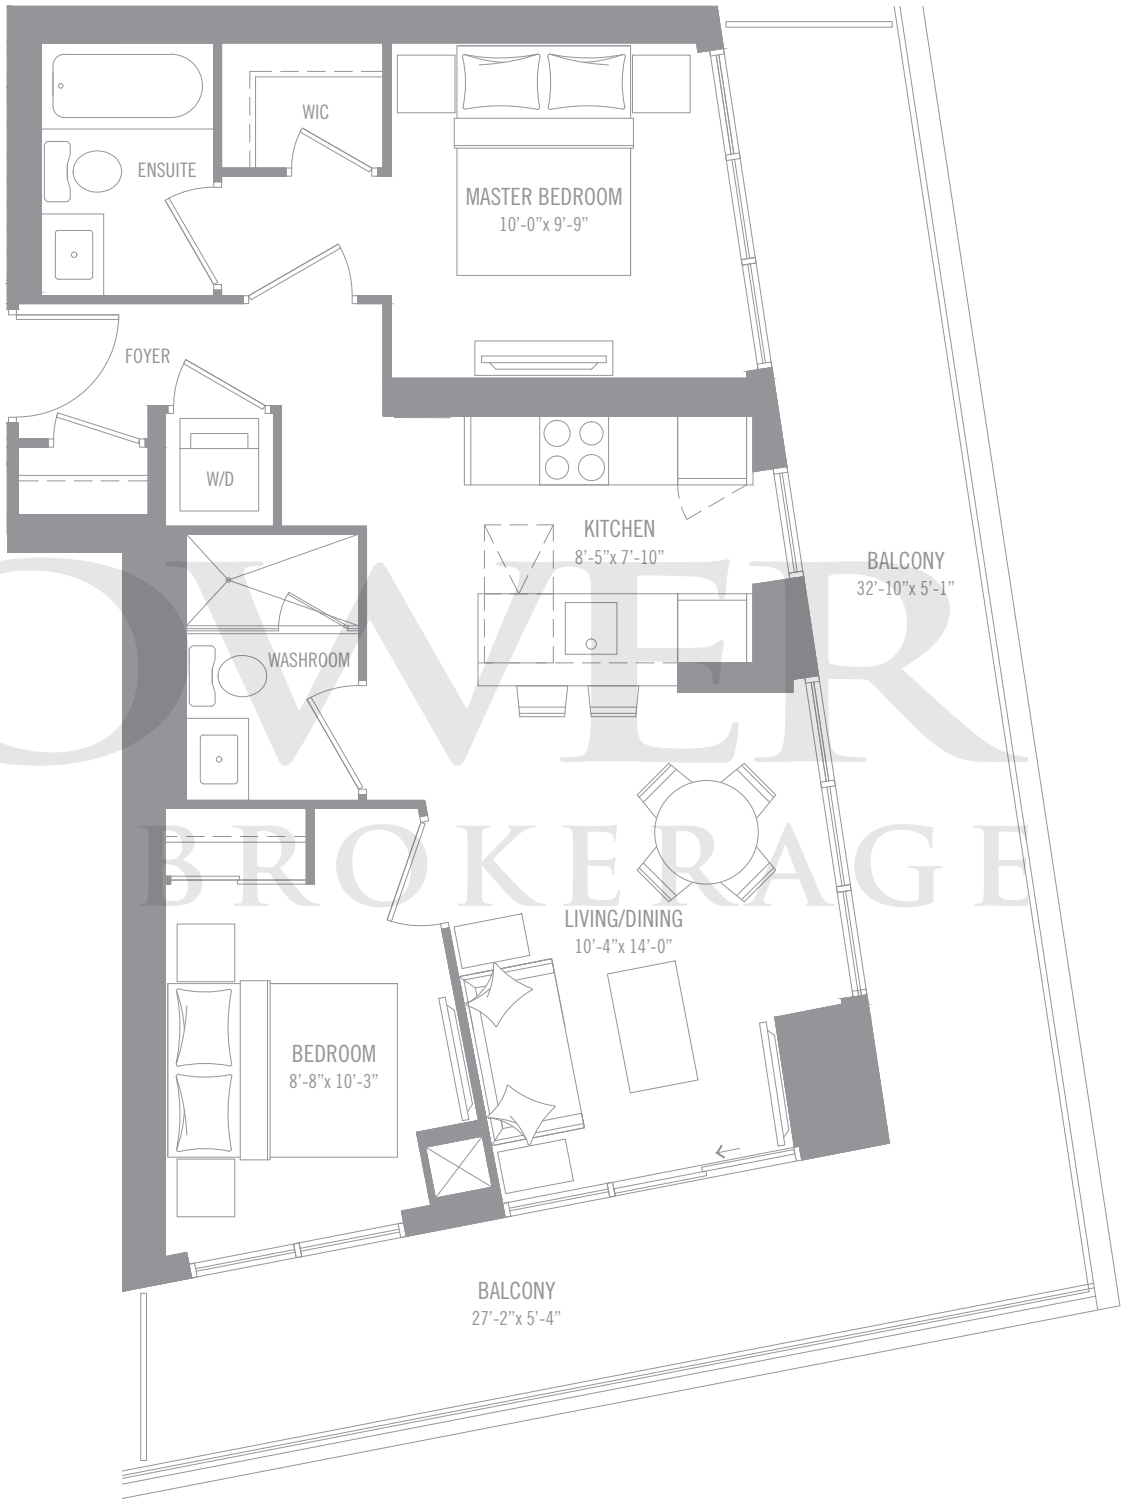 WIC
ENSUITE
MASTER BEDROOM
10'-0"x 9'-9"
FOYER
W/D
KITCHEN
8'-5"x 7'-10"
BALCONY
32'-10"x 5'-1"
OWER
WASHROOM
BROKERAGE
LIVING/DINING
10'-4"x 14'-0"
BEDROOM
8'-8"x 10'-3"
BALCONY
27'-2"x 5'-4"